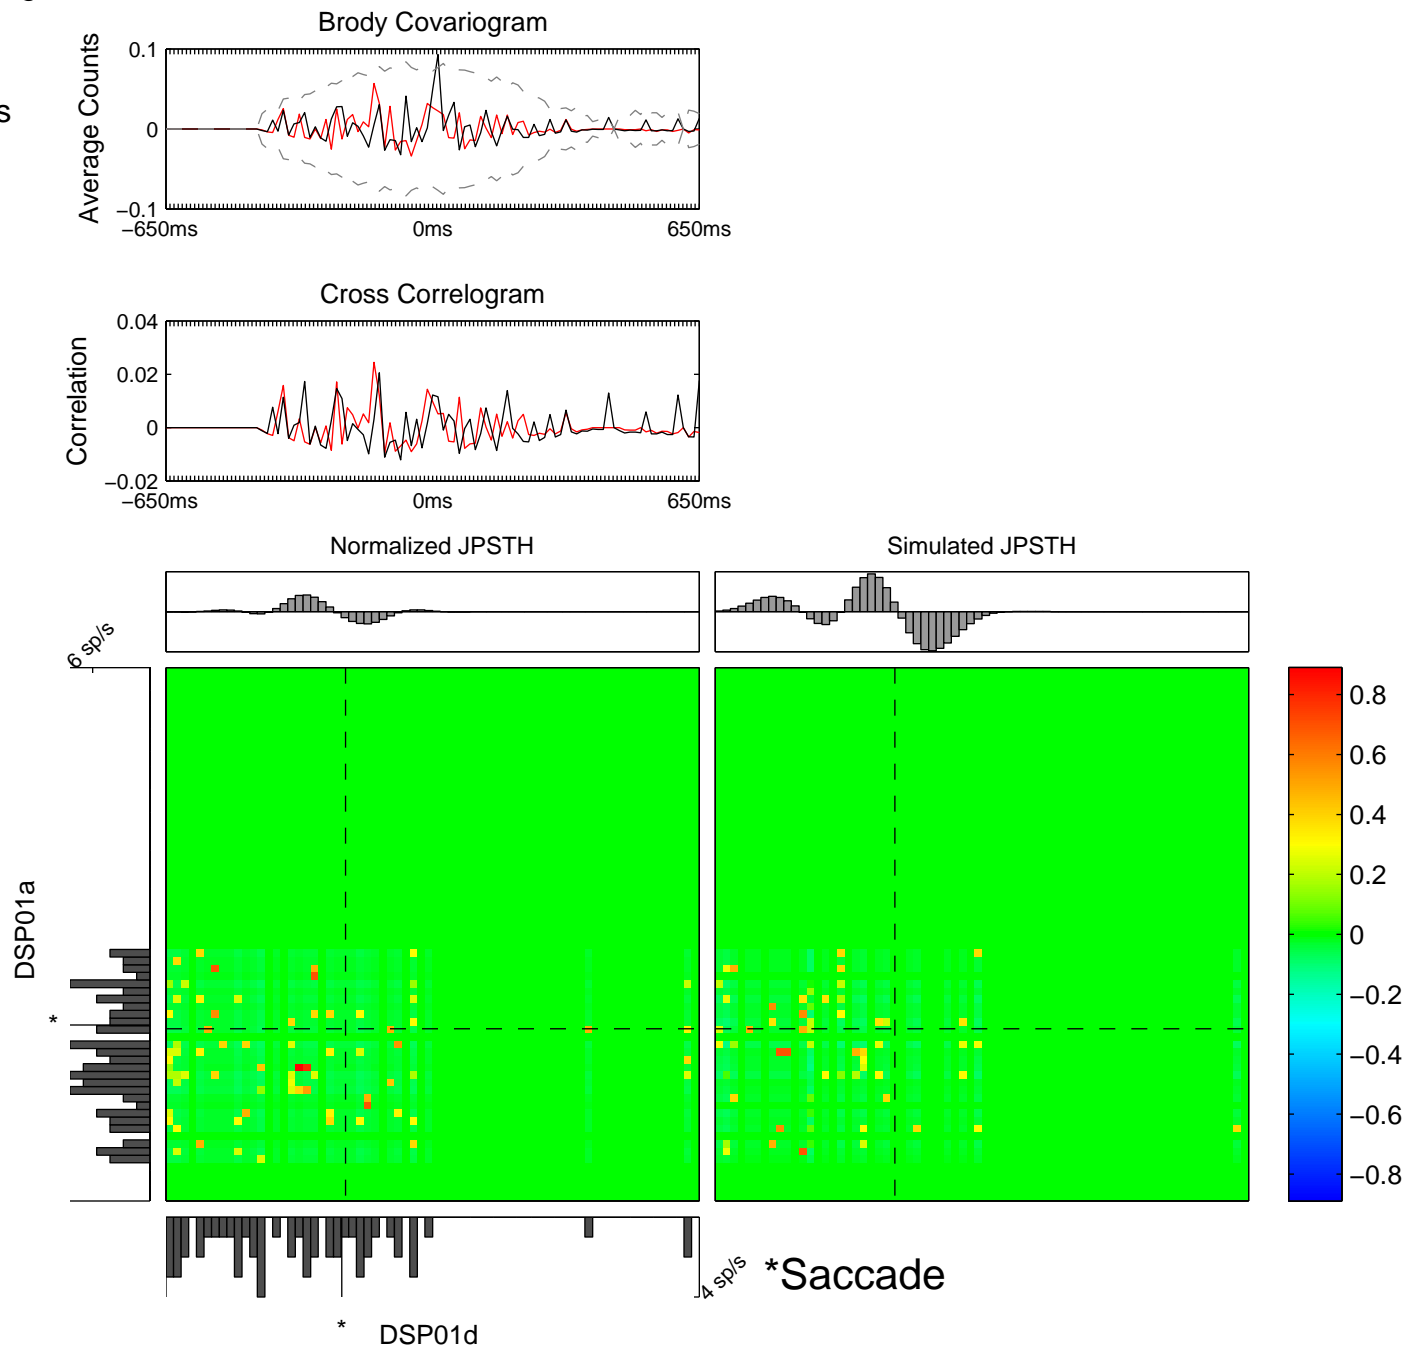 Brody Covariogram
Average Counts
0.1
0
−0.1
−650ms
0ms
650ms
s
Cross Correlogram
Correlation
0.04
0.02
0
−0.02
−650ms
0ms
650ms
Normalized JPSTH
Simulated JPSTH
6 sp/s
DSP01a
*
0.8
0.6
0.4
0.2
0
−0.2
−0.4
−0.6
−0.8
4 sp/s
*Saccade
*
DSP01d